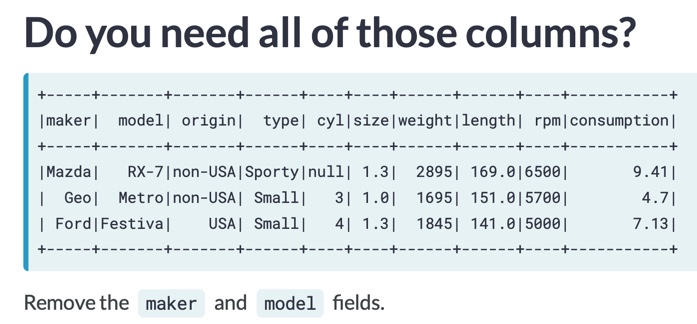 Do you need all of those columns?
+-----+-------+-------+------+----+----+------+------+----+-----------+
|maker|  model| origin|  type| cyl|size|weight|length| rpm|consumption|
+-----+-------+-------+------+----+----+------+------+----+-----------+
|Mazda|   RX-7|non-USA|Sporty|null| 1.3|  2895| 169.0|6500|       9.41|
|  Geo|  Metro|non-USA| Small|   3| 1.0|  1695| 151.0|5700|        4.7|
| Ford|Festiva|    USA| Small|   4| 1.3|  1845| 141.0|5000|       7.13|
+-----+-------+-------+------+----+----+------+------+----+-----------+
Remove the maker and model fields.